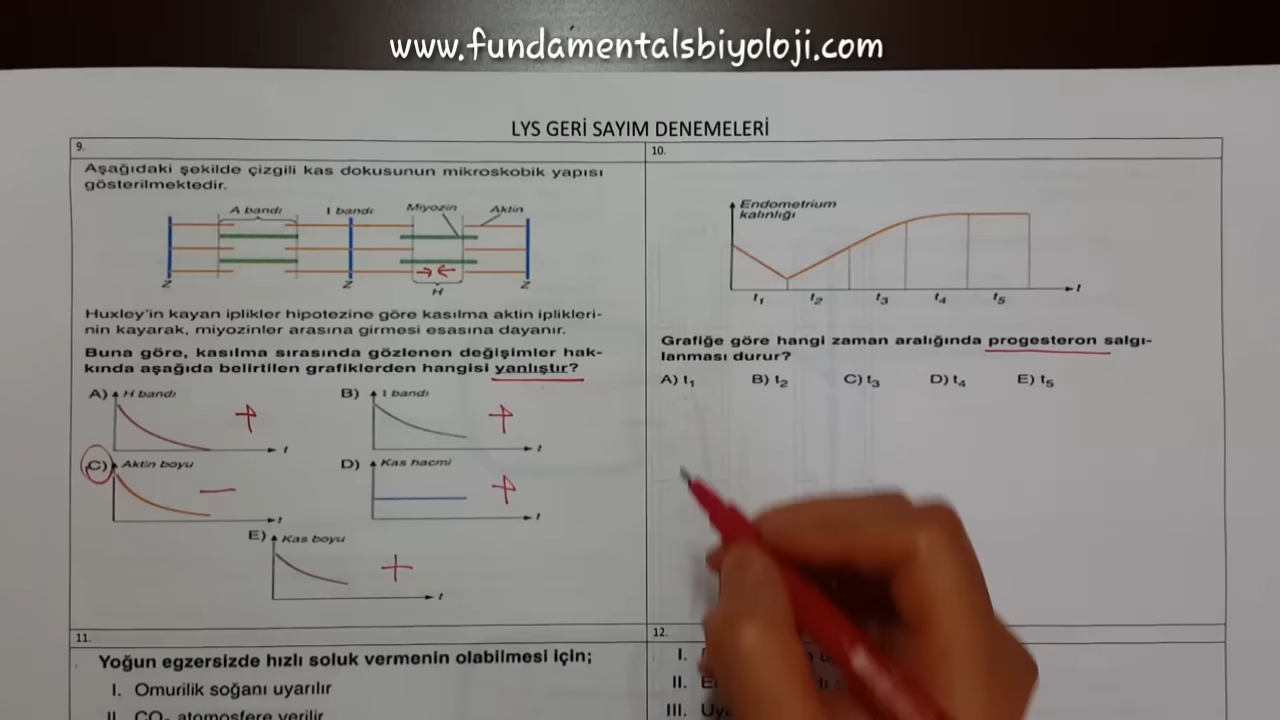 www.fundamentalsbiyoloji.com
LYS GERİ SAYIM DENEMELERİ
9.
Aşağıdaki şekilde çizgili kas dokusunun mikroskobik yapısı
gösterilmektedir.
A bandı
I bandı
Miyozin
Aktin
Z
Z
H
Z
Huxley'in kayan iplikler hipotezine göre kasılma aktin iplikleri-
nin kayarak, miyozinler arasına girmesi esasına dayanır.
Buna göre, kasılma sırasında gözlenen değişimler hak-
kında aşağıda belirtilen grafiklerden hangisi yanlıştır?
A) H bandı
t
+
B) I bandı
t
+
C) Aktin boyu
t
−
D) Kas hacmi
t
+
E) Kas boyu
t
+
10.
Endometrium
kalınlığı
t₁ t₂ t₃ t₄ t₅
t
Grafiğe göre hangi zaman aralığında progesteron salgı-
lanması durur?
A) t₁ B) t₂ C) t₃ D) t₄ E) t₅
11.
Yoğun egzersizde hızlı soluk vermenin olabilmesi için;
I. Omurilik soğanı uyarılır
II. CO₂ atmosfere verilir
12.
I.
II.
III.